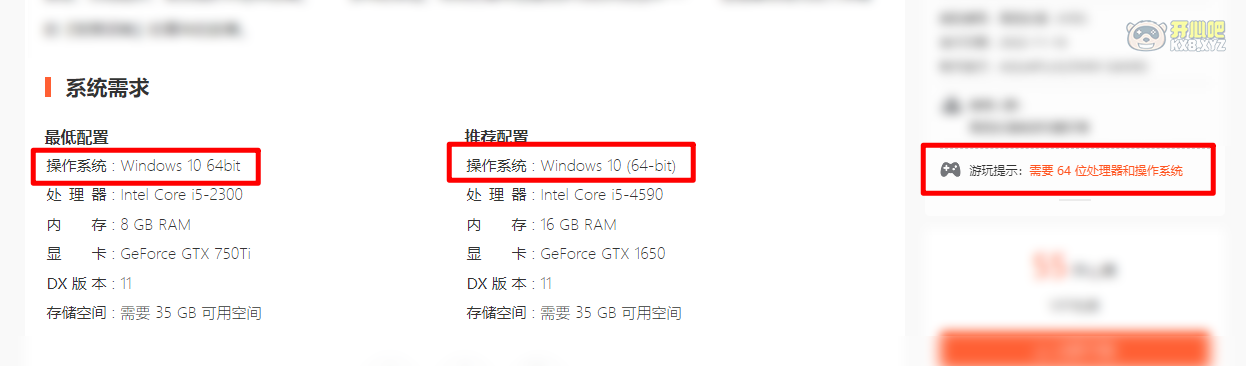 系统需求
最低配置
操作系统 : Windows 10 64bit
处 理 器 : Intel Core i5-2300
内 存 : 8 GB RAM
显 卡 : GeForce GTX 750Ti
DX 版 本 : 11
存储空间 : 需要 35 GB 可用空间
推荐配置
操作系统 : Windows 10 (64-bit)
处 理 器 : Intel Core i5-4590
内 存 : 16 GB RAM
显 卡 : GeForce GTX 1650
DX 版 本 : 11
存储空间 : 需要 35 GB 可用空间
开心吧
KX8.XYZ
游玩提示：需要 64 位处理器和操作系统